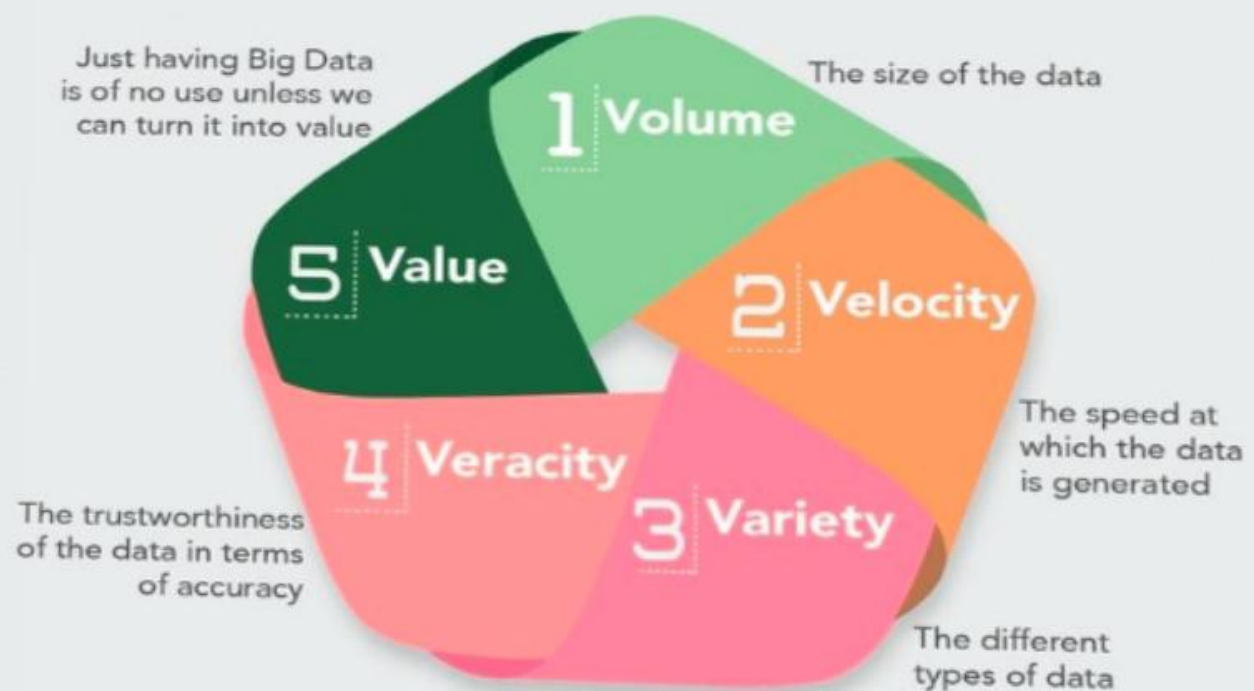 Just having Big Data
is of no use unless we
can turn it into value
1 Volume
The size of the data
5 Value
2 Velocity
The speed at
which the data
is generated
4 Veracity
The trustworthiness
of the data in terms
of accuracy
3 Variety
The different
types of data